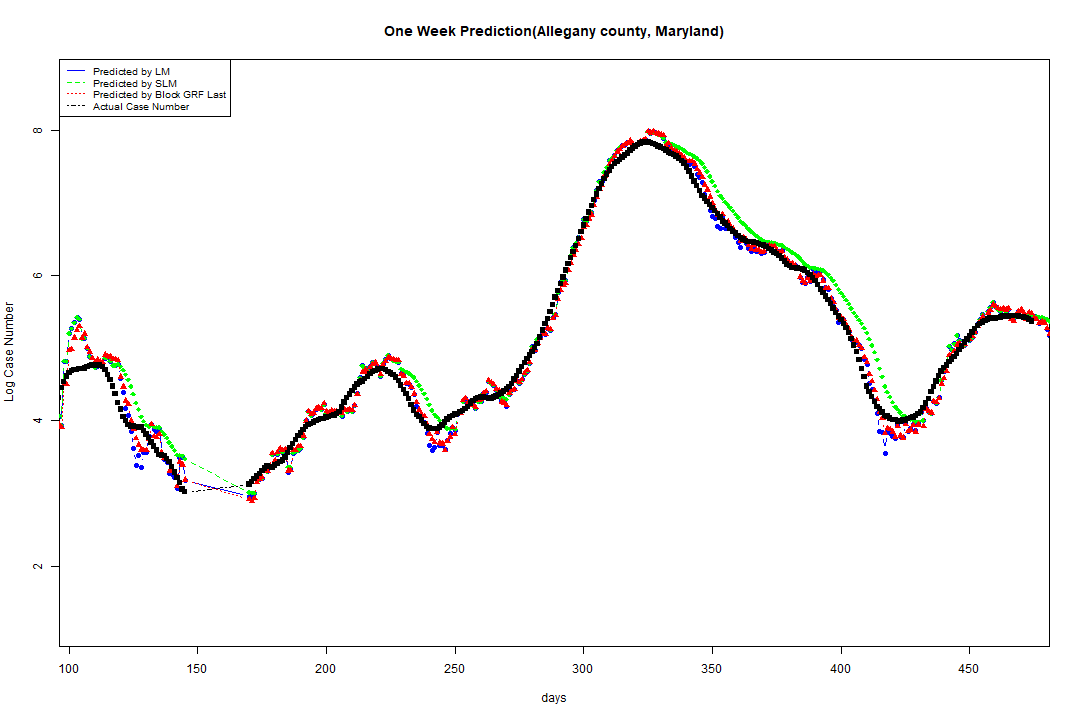 One Week Prediction(Allegany county, Maryland)
Predicted by LM
Predicted by SLM
Predicted by Block GRF Last
Actual Case Number
8
6
4
2
Log Case Number
100 150 200 250 300 350 400 450
days